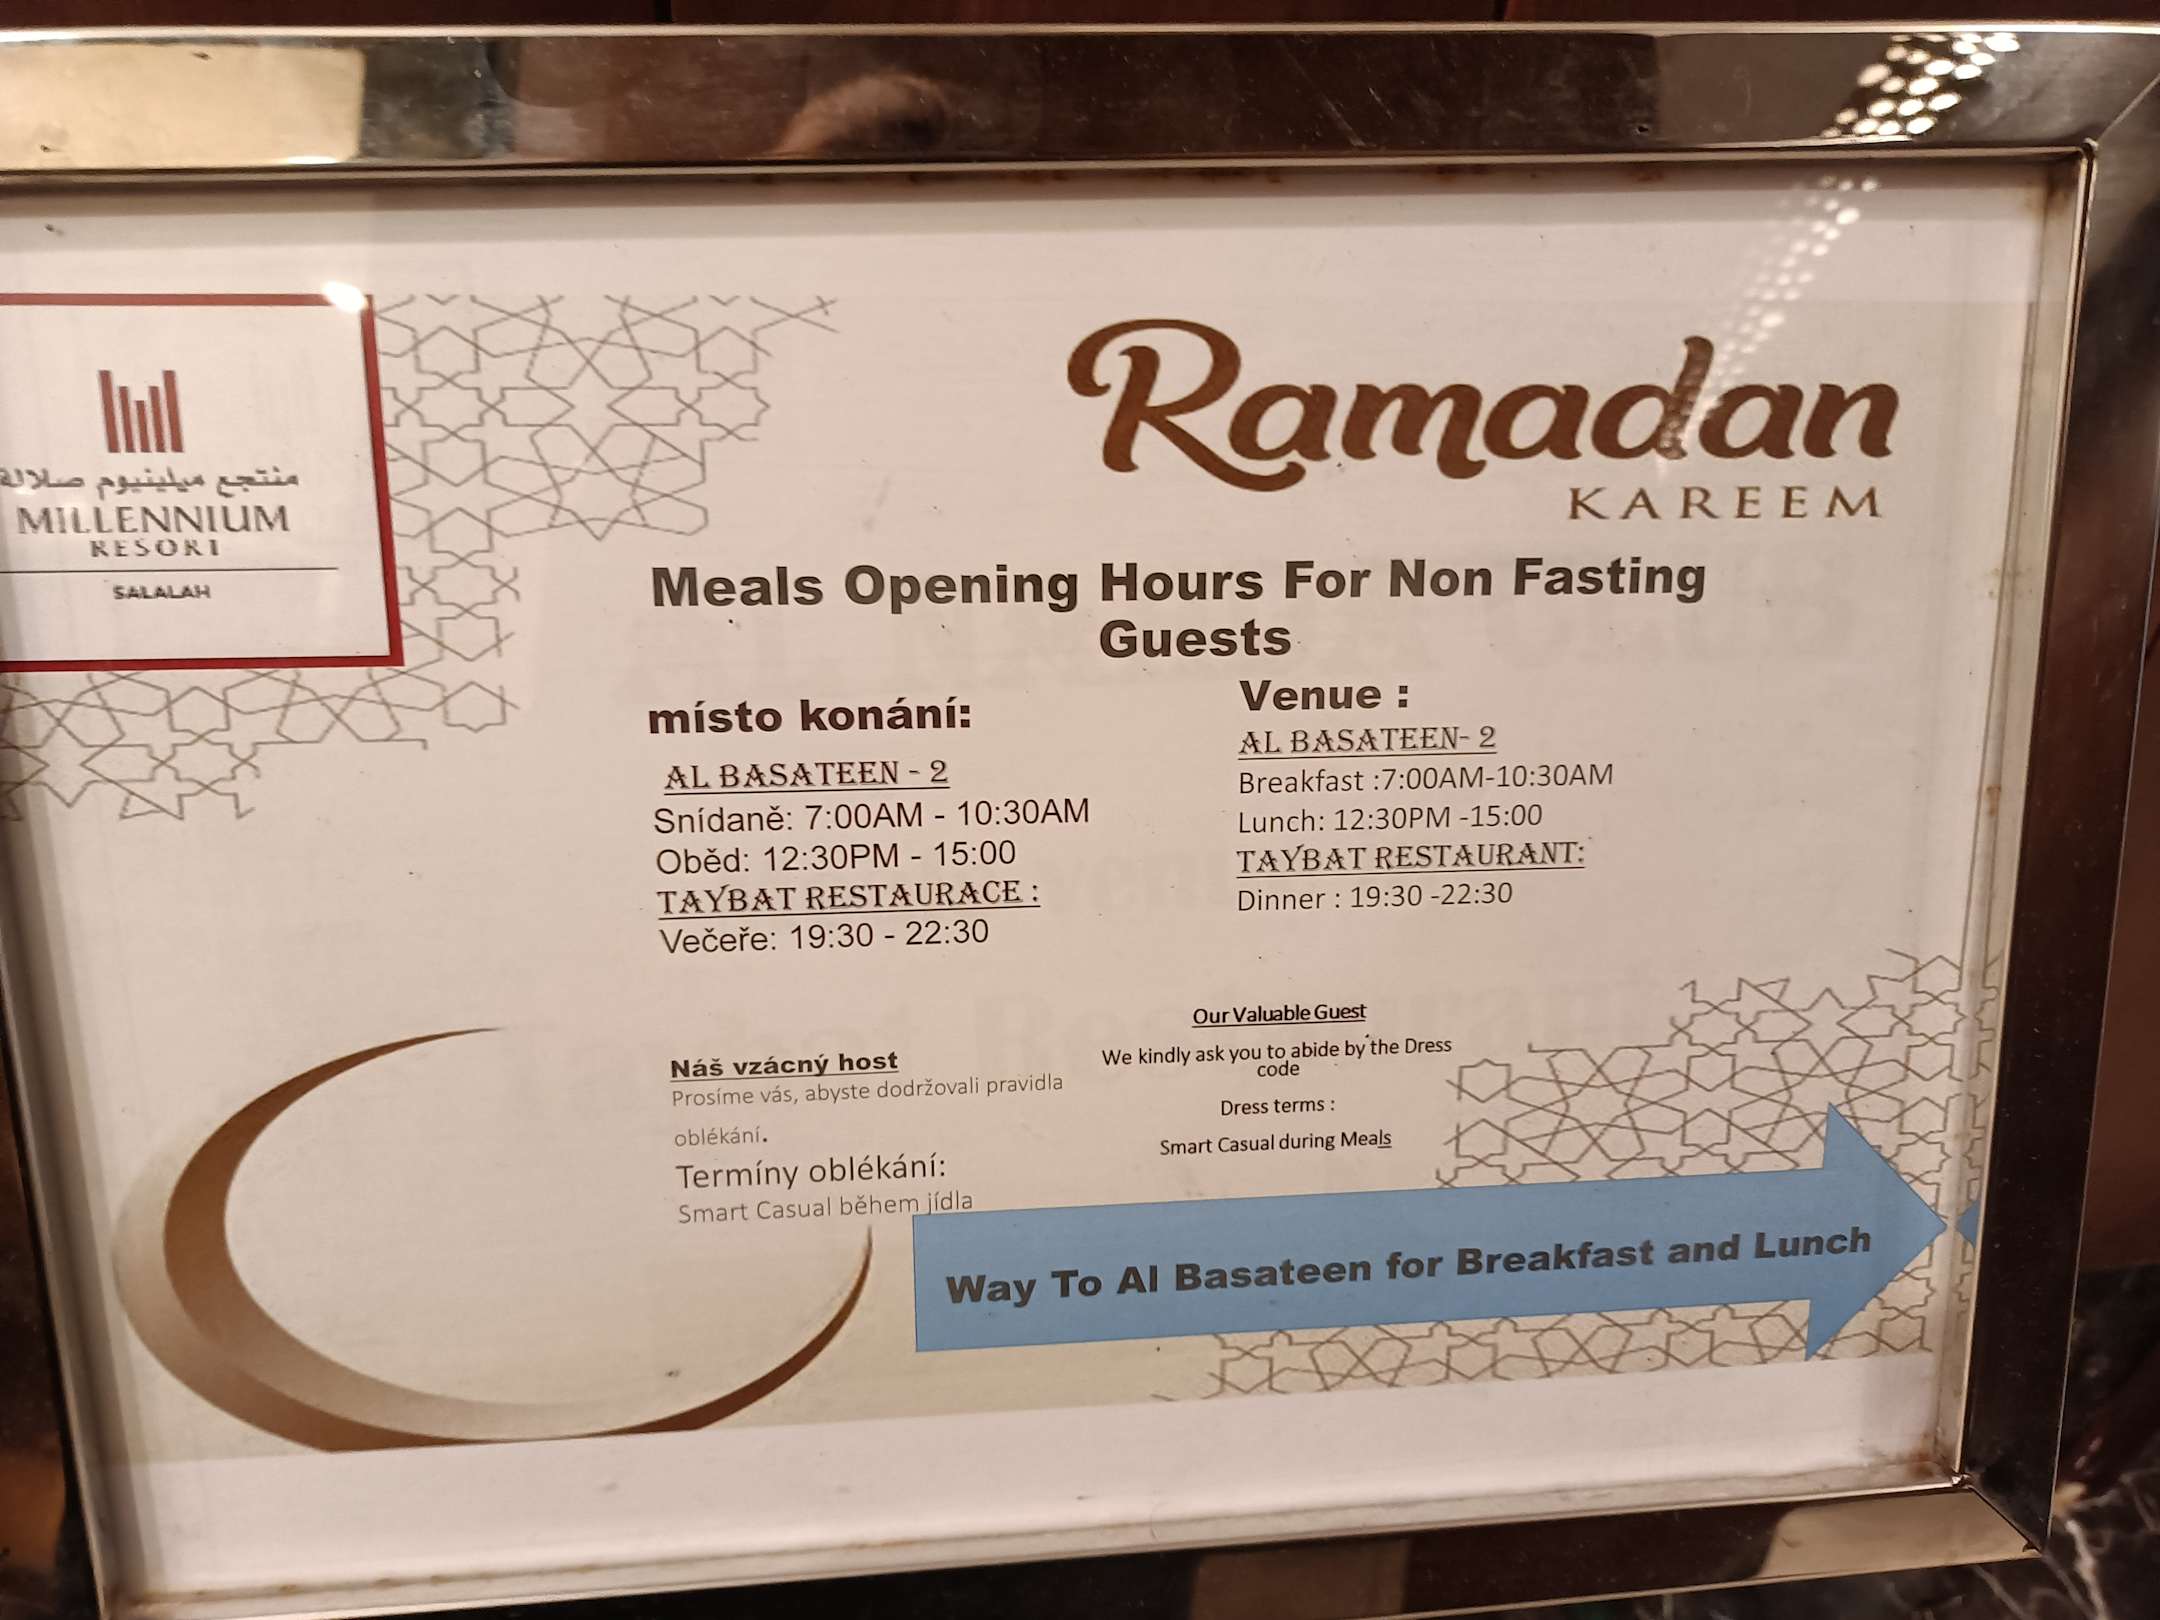 منتجع ميلينيوم صلالة
MILLENNIUM
RESORT
SALALAH
Ramadan
KAREEM
Meals Opening Hours For Non Fasting
Guests
místo konání:
AL BASATEEN - 2
Snídaně: 7:00AM - 10:30AM
Oběd: 12:30PM - 15:00
TAYBAT RESTAURACE :
Večeře: 19:30 - 22:30
Venue :
AL BASATEEN- 2
Breakfast :7:00AM-10:30AM
Lunch: 12:30PM -15:00
TAYBAT RESTAURANT:
Dinner : 19:30 -22:30
Náš vzácný host
Prosíme vás, abyste dodržovali pravidla
oblékání.
Termíny oblékání:
Smart Casual během jídla
Our Valuable Guest
We kindly ask you to abide by the Dress
code
Dress terms :
Smart Casual during Meals
Way To Al Basateen for Breakfast and Lunch